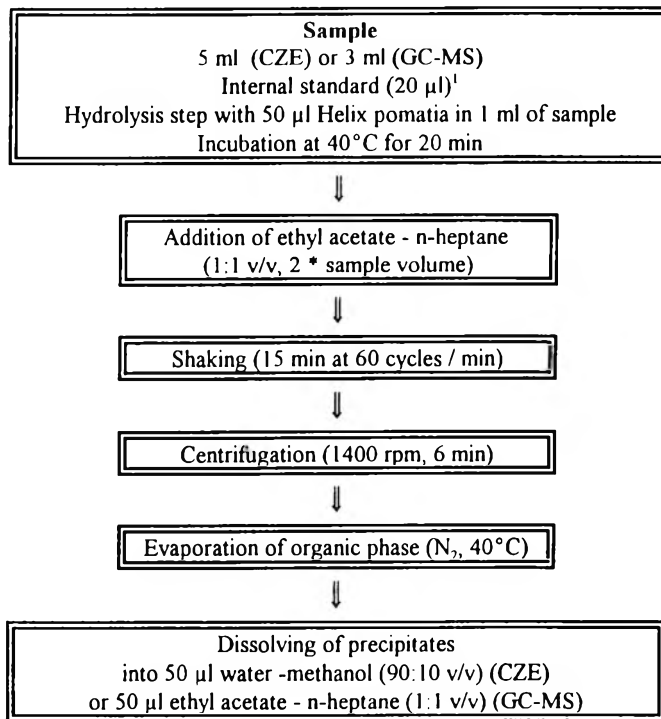 Sample
5 ml (CZE) or 3 ml (GC-MS)
Internal standard (20 µl)¹
Hydrolysis step with 50 µl Helix pomatia in 1 ml of sample
Incubation at 40°C for 20 min
⇓
Addition of ethyl acetate - n-heptane
(1:1 v/v, 2 * sample volume)
⇓
Shaking (15 min at 60 cycles / min)
⇓
Centrifugation (1400 rpm, 6 min)
⇓
Evaporation of organic phase (N₂, 40°C)
⇓
Dissolving of precipitates
into 50 µl water -methanol (90:10 v/v) (CZE)
or 50 µl ethyl acetate - n-heptane (1:1 v/v) (GC-MS)